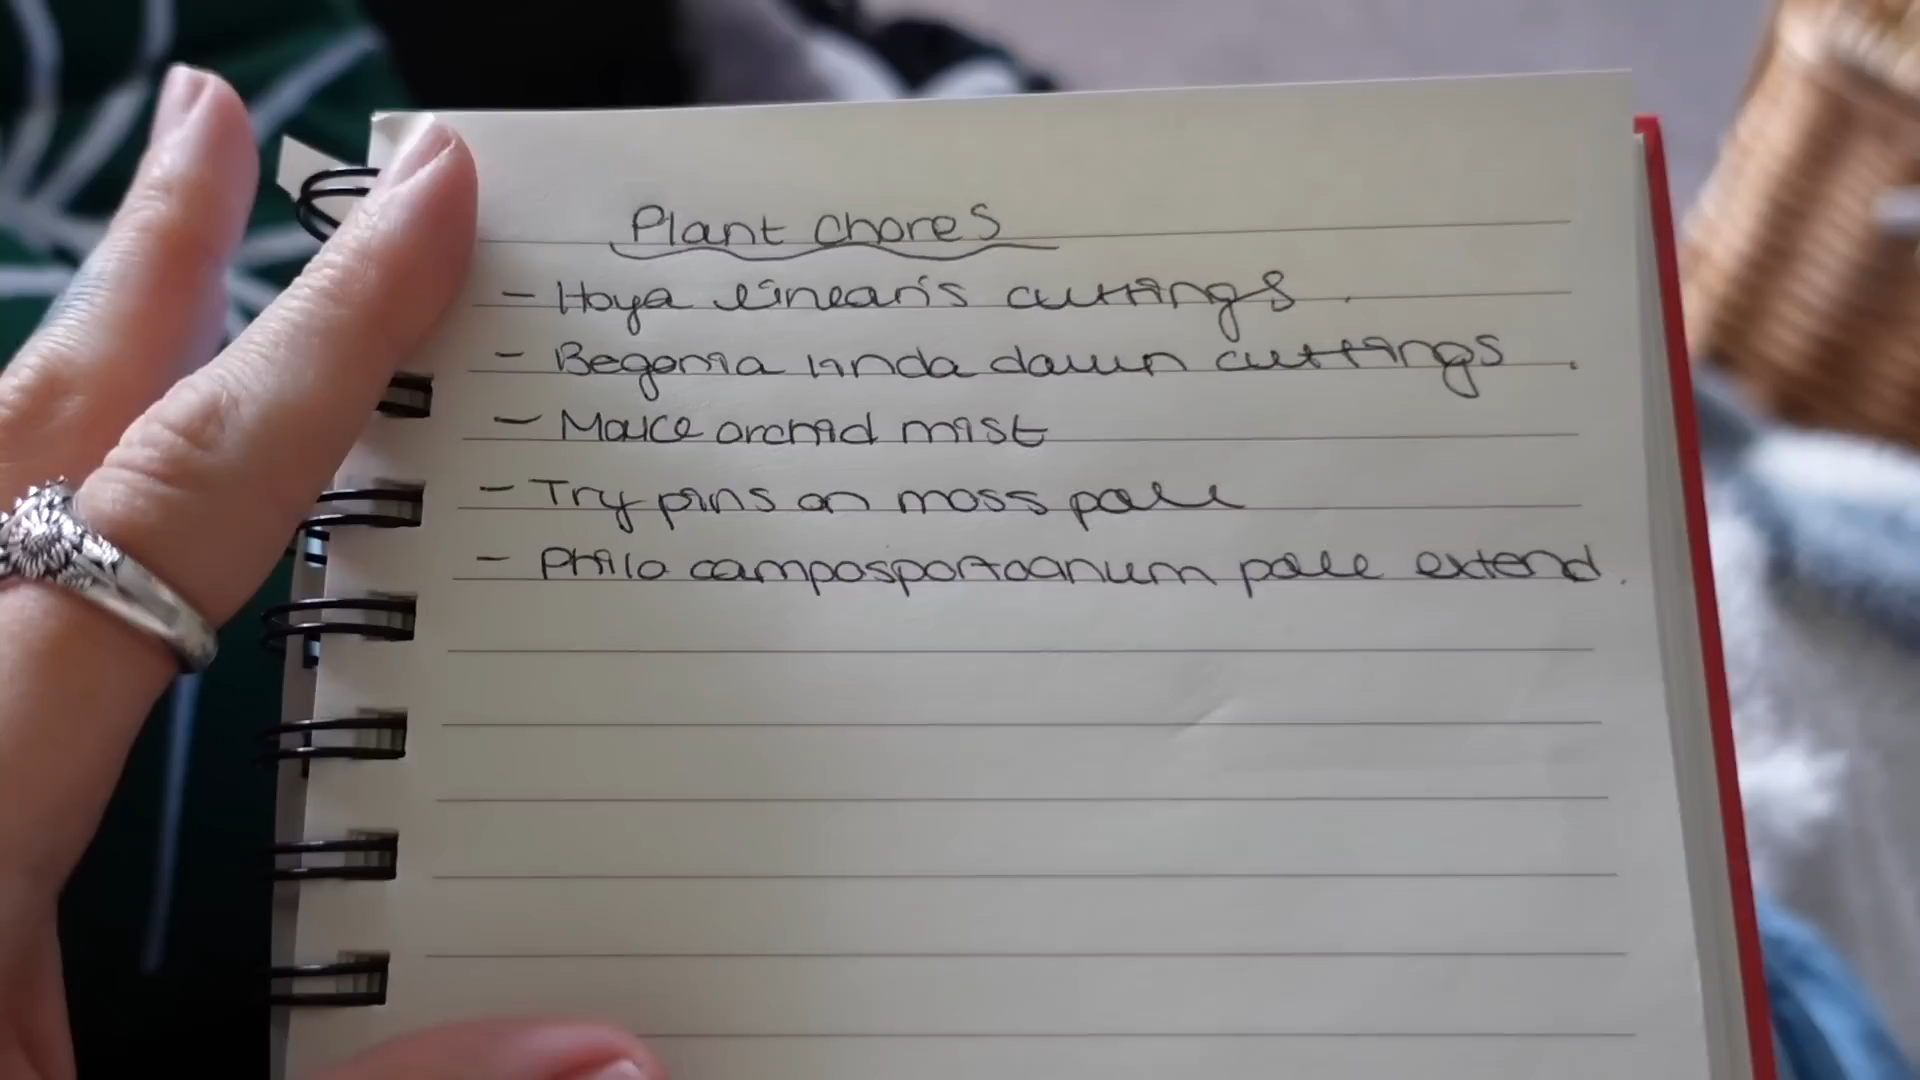 Plant chores
- Hoya linearis cuttings.
- Begonia linda dawn cuttings.
- Make orchid mist
- Try pins on moss pole
- Philo camposportoanum pole extend.